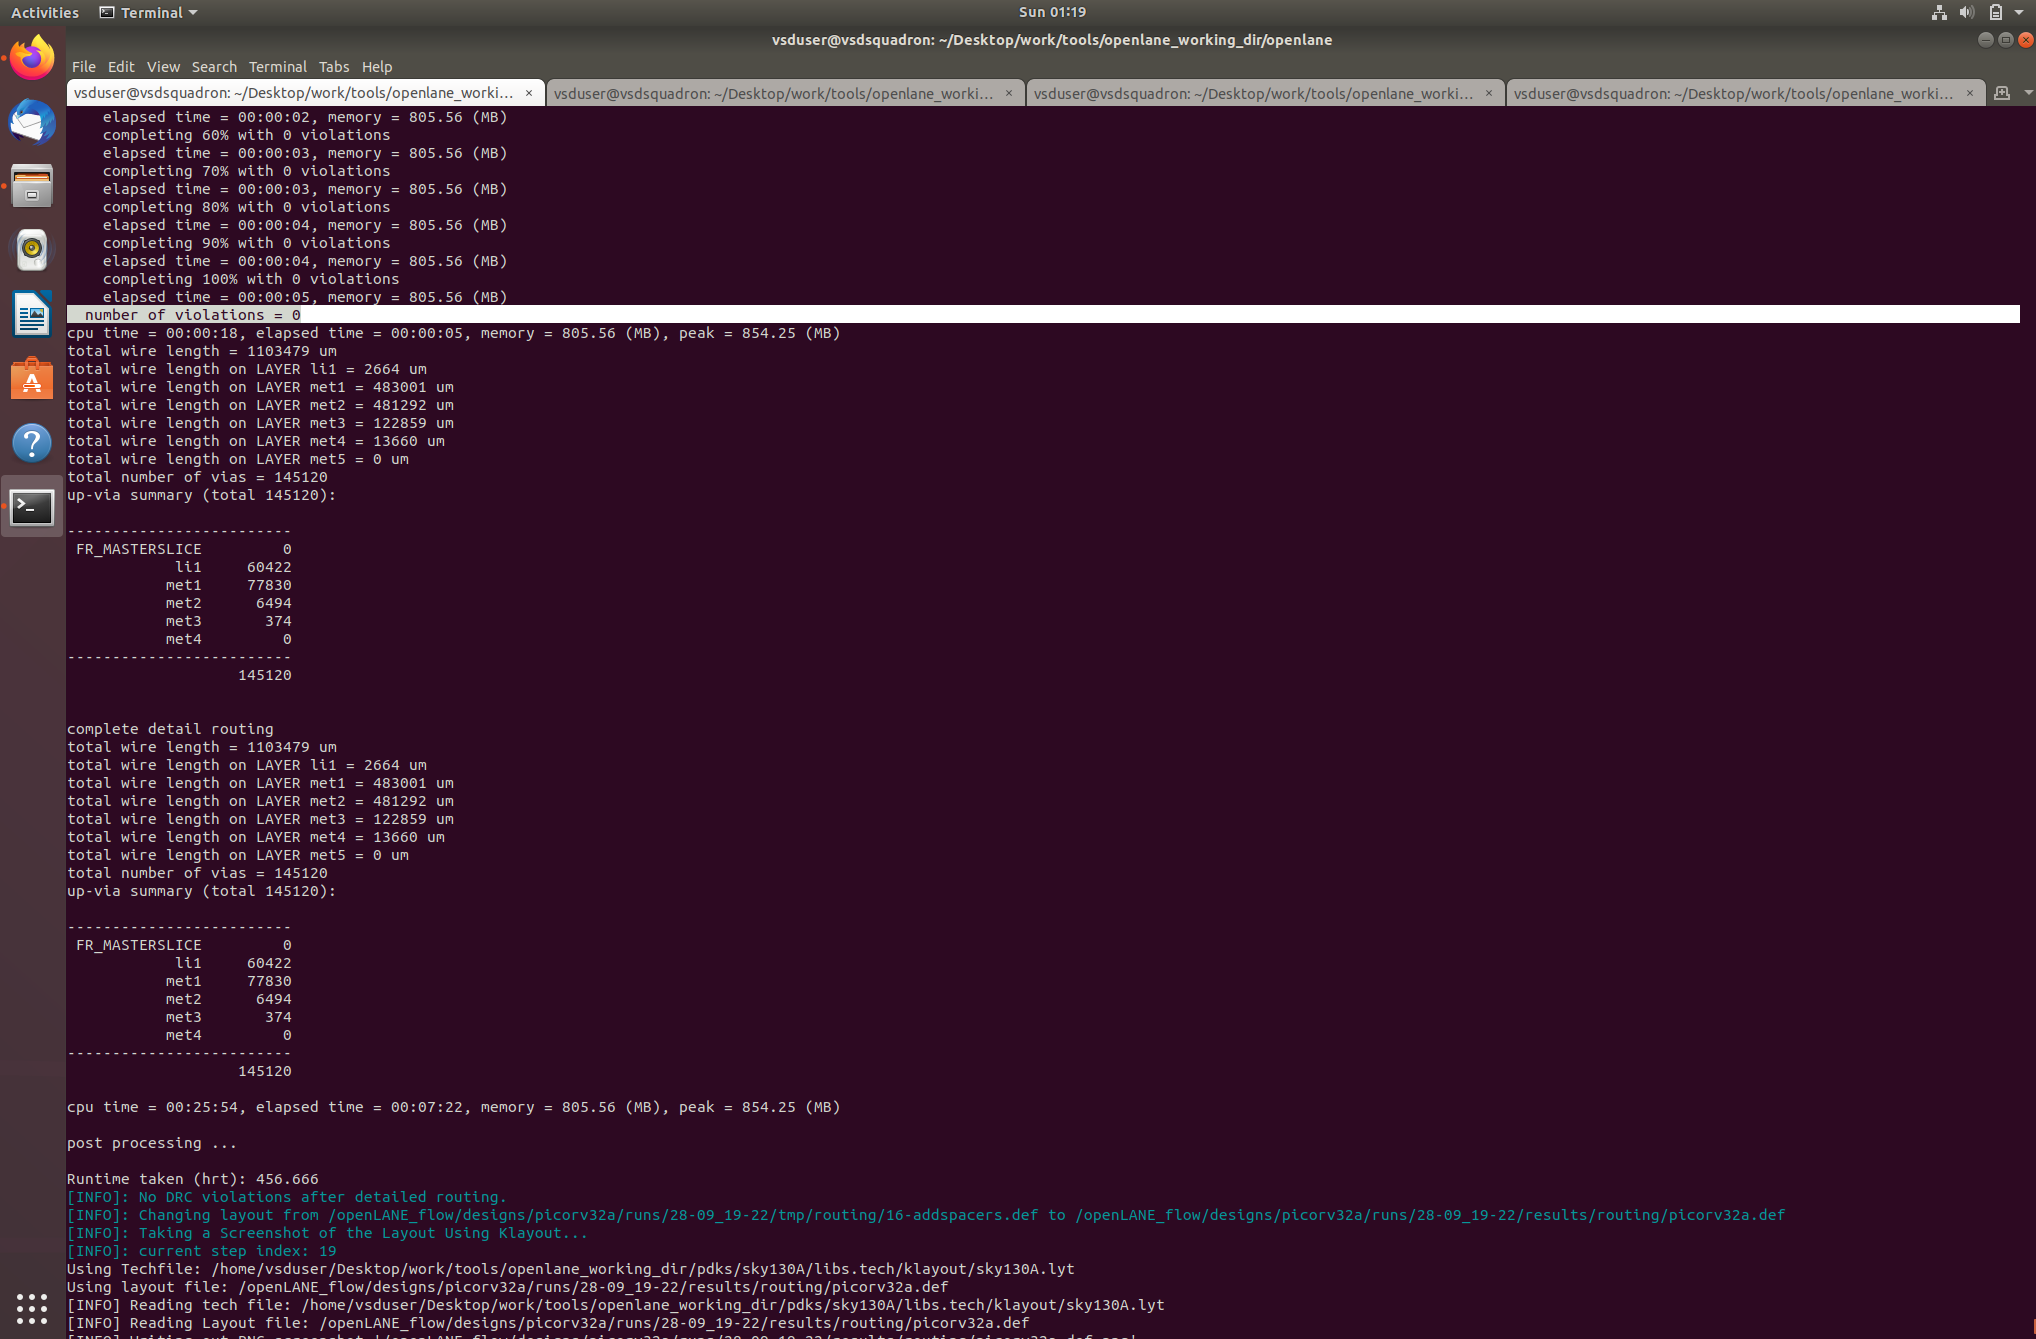 Activities Terminal Sun 01:19
vsduser@vsdsquadron: ~/Desktop/work/tools/openlane_working_dir/openlane
File Edit View Search Terminal Tabs Help
vsduser@vsdsquadron: ~/Desktop/work/tools/openlane_worki... × vsduser@vsdsquadron: ~/Desktop/work/tools/openlane_worki... × vsduser@vsdsquadron: ~/Desktop/work/tools/openlane_worki... × vsduser@vsdsquadron: ~/Desktop/work/tools/openlane_worki... ×
    elapsed time = 00:00:02, memory = 805.56 (MB)
    completing 60% with 0 violations
    elapsed time = 00:00:03, memory = 805.56 (MB)
    completing 70% with 0 violations
    elapsed time = 00:00:03, memory = 805.56 (MB)
    completing 80% with 0 violations
    elapsed time = 00:00:04, memory = 805.56 (MB)
    completing 90% with 0 violations
    elapsed time = 00:00:04, memory = 805.56 (MB)
    completing 100% with 0 violations
    elapsed time = 00:00:05, memory = 805.56 (MB)
  number of violations = 0
cpu time = 00:00:18, elapsed time = 00:00:05, memory = 805.56 (MB), peak = 854.25 (MB)
total wire length = 1103479 um
total wire length on LAYER li1 = 2664 um
total wire length on LAYER met1 = 483001 um
total wire length on LAYER met2 = 481292 um
total wire length on LAYER met3 = 122859 um
total wire length on LAYER met4 = 13660 um
total wire length on LAYER met5 = 0 um
total number of vias = 145120
up-via summary (total 145120):
-------------------------
 FR_MASTERSLICE         0
            li1     60422
           met1     77830
           met2      6494
           met3       374
           met4         0
-------------------------
                   145120
complete detail routing
total wire length = 1103479 um
total wire length on LAYER li1 = 2664 um
total wire length on LAYER met1 = 483001 um
total wire length on LAYER met2 = 481292 um
total wire length on LAYER met3 = 122859 um
total wire length on LAYER met4 = 13660 um
total wire length on LAYER met5 = 0 um
total number of vias = 145120
up-via summary (total 145120):
-------------------------
 FR_MASTERSLICE         0
            li1     60422
           met1     77830
           met2      6494
           met3       374
           met4         0
-------------------------
                   145120
cpu time = 00:25:54, elapsed time = 00:07:22, memory = 805.56 (MB), peak = 854.25 (MB)
post processing ...
Runtime taken (hrt): 456.666
[INFO]: No DRC violations after detailed routing.
[INFO]: Changing layout from /openLANE_flow/designs/picorv32a/runs/28-09_19-22/tmp/routing/16-addspacers.def to /openLANE_flow/designs/picorv32a/runs/28-09_19-22/results/routing/picorv32a.def
[INFO]: Taking a Screenshot of the Layout Using Klayout...
[INFO]: current step index: 19
Using Techfile: /home/vsduser/Desktop/work/tools/openlane_working_dir/pdks/sky130A/libs.tech/klayout/sky130A.lyt
Using layout file: /openLANE_flow/designs/picorv32a/runs/28-09_19-22/results/routing/picorv32a.def
[INFO] Reading tech file: /home/vsduser/Desktop/work/tools/openlane_working_dir/pdks/sky130A/libs.tech/klayout/sky130A.lyt
[INFO] Reading Layout file: /openLANE_flow/designs/picorv32a/runs/28-09_19-22/results/routing/picorv32a.def